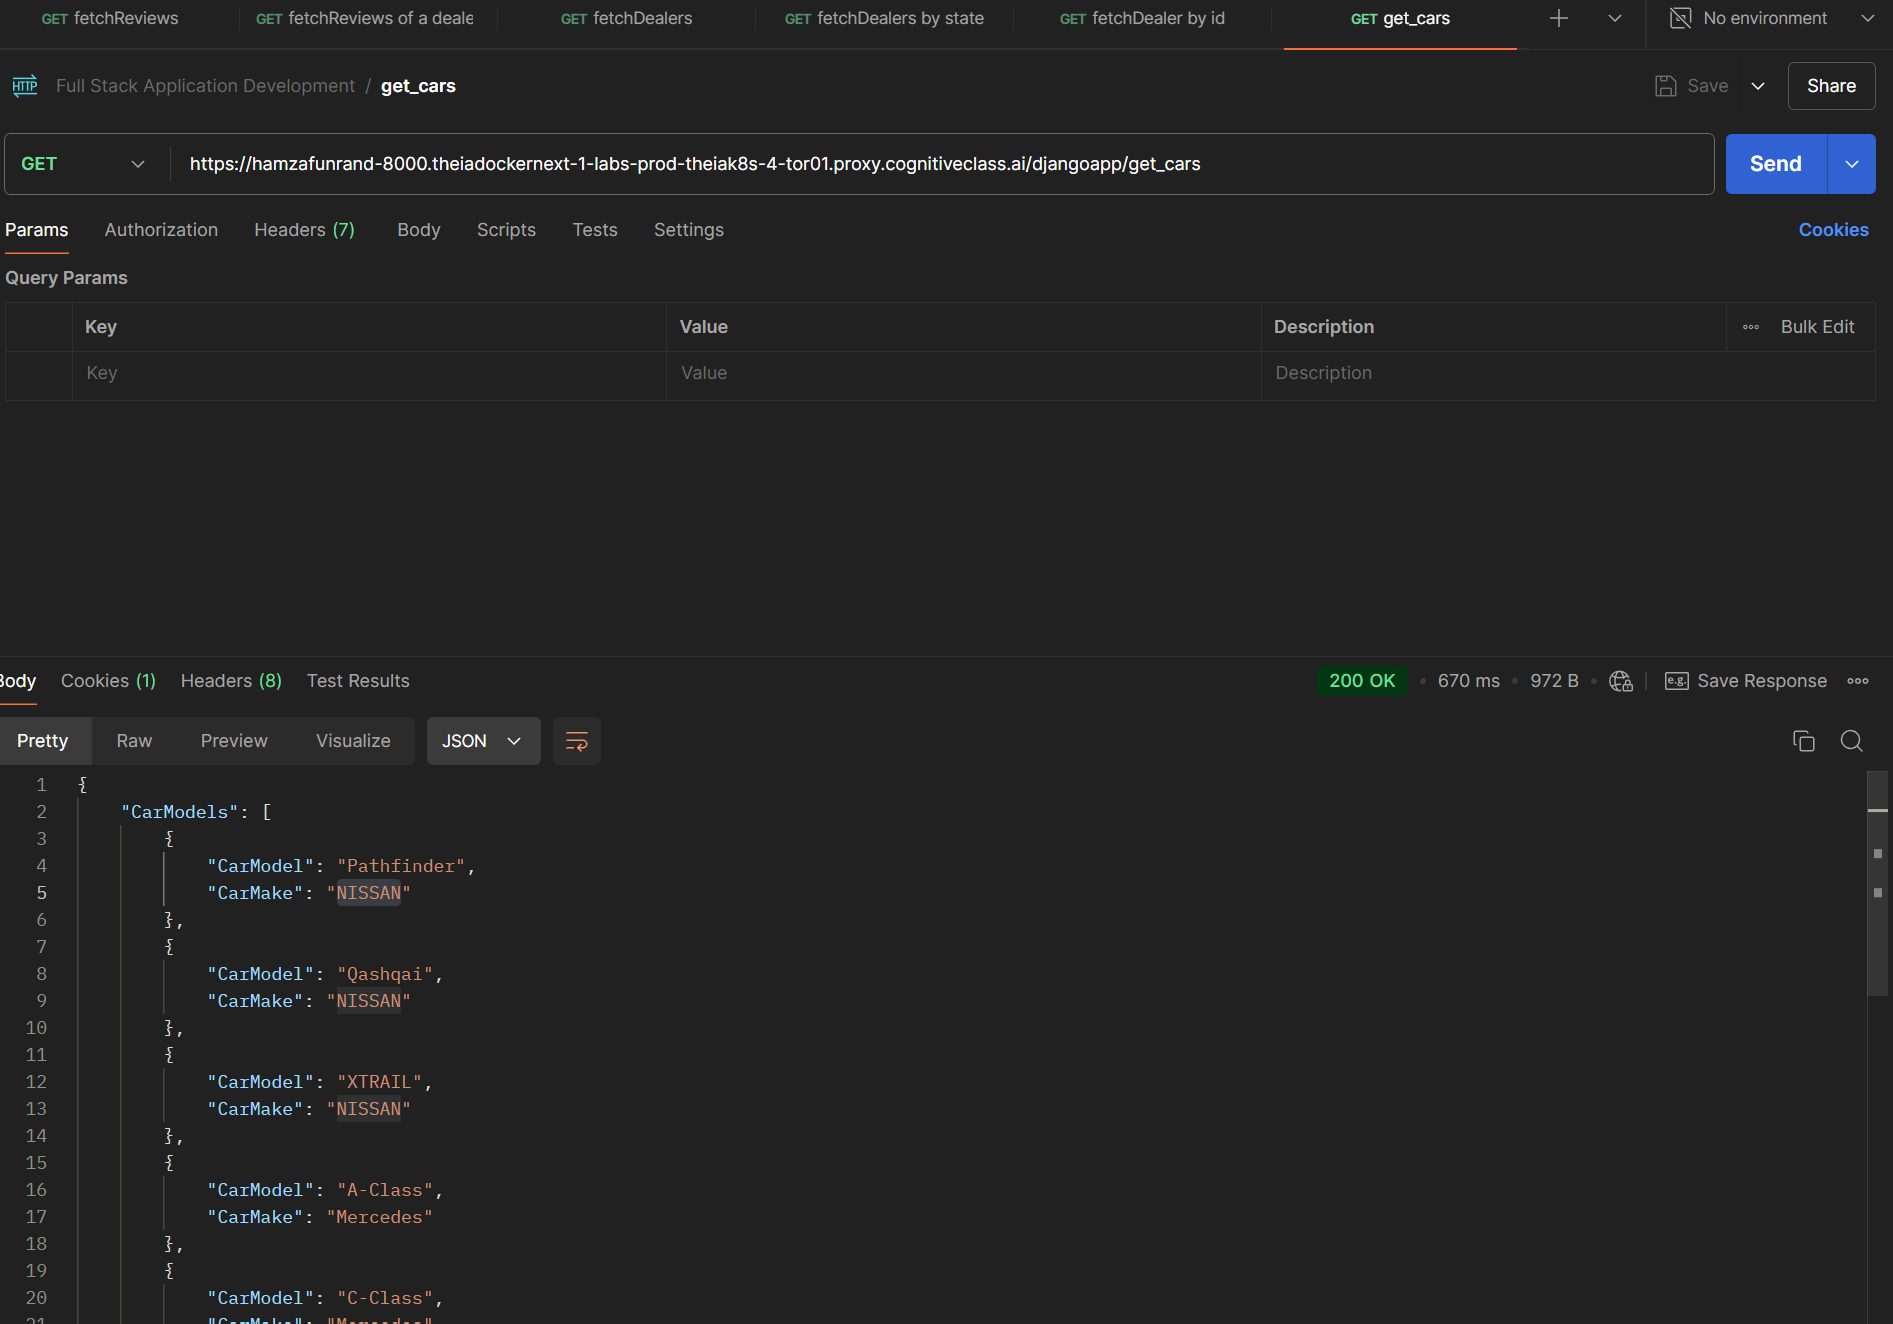 GET fetchReviews GET fetchReviews of a deale GET fetchDealers GET fetchDealers by state GET fetchDealer by id GET get_cars No environment
HTTP Full Stack Application Development / get_cars Save Share
GET https://hamzafunrand-8000.theiadockernext-1-labs-prod-theiak8s-4-tor01.proxy.cognitiveclass.ai/djangoapp/get_cars Send
Params Authorization Headers (7) Body Scripts Tests Settings Cookies
Query Params
Key Value Description Bulk Edit
Key Value Description
Body Cookies (1) Headers (8) Test Results 200 OK 670 ms 972 B e.g. Save Response
Pretty Raw Preview Visualize JSON
1 {
2 "CarModels": [
3 {
4 "CarModel": "Pathfinder",
5 "CarMake": "NISSAN"
6 },
7 {
8 "CarModel": "Qashqai",
9 "CarMake": "NISSAN"
10 },
11 {
12 "CarModel": "XTRAIL",
13 "CarMake": "NISSAN"
14 },
15 {
16 "CarModel": "A-Class",
17 "CarMake": "Mercedes"
18 },
19 {
20 "CarModel": "C-Class",
21 "CarMake": "Mercedes"